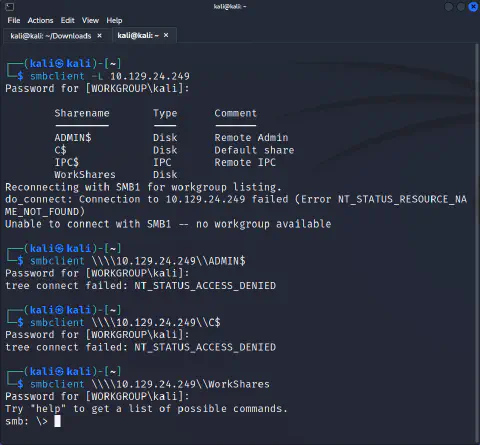 kali@kali: ~
File Actions Edit View Help
kali@kali: ~/Downloads × kali@kali: ~ ×
┌──(kali㉿kali)-[~]
└─$ smbclient -L 10.129.24.249
Password for [WORKGROUP\kali]:
Sharename Type Comment
--------- ---- -------
ADMIN$ Disk Remote Admin
C$ Disk Default share
IPC$ IPC Remote IPC
WorkShares Disk
Reconnecting with SMB1 for workgroup listing.
do_connect: Connection to 10.129.24.249 failed (Error NT_STATUS_RESOURCE_NA
ME_NOT_FOUND)
Unable to connect with SMB1 -- no workgroup available
┌──(kali㉿kali)-[~]
└─$ smbclient \\\\10.129.24.249\\ADMIN$
Password for [WORKGROUP\kali]:
tree connect failed: NT_STATUS_ACCESS_DENIED
┌──(kali㉿kali)-[~]
└─$ smbclient \\\\10.129.24.249\\C$
Password for [WORKGROUP\kali]:
tree connect failed: NT_STATUS_ACCESS_DENIED
┌──(kali㉿kali)-[~]
└─$ smbclient \\\\10.129.24.249\\WorkShares
Password for [WORKGROUP\kali]:
Try "help" to get a list of possible commands.
smb: \>